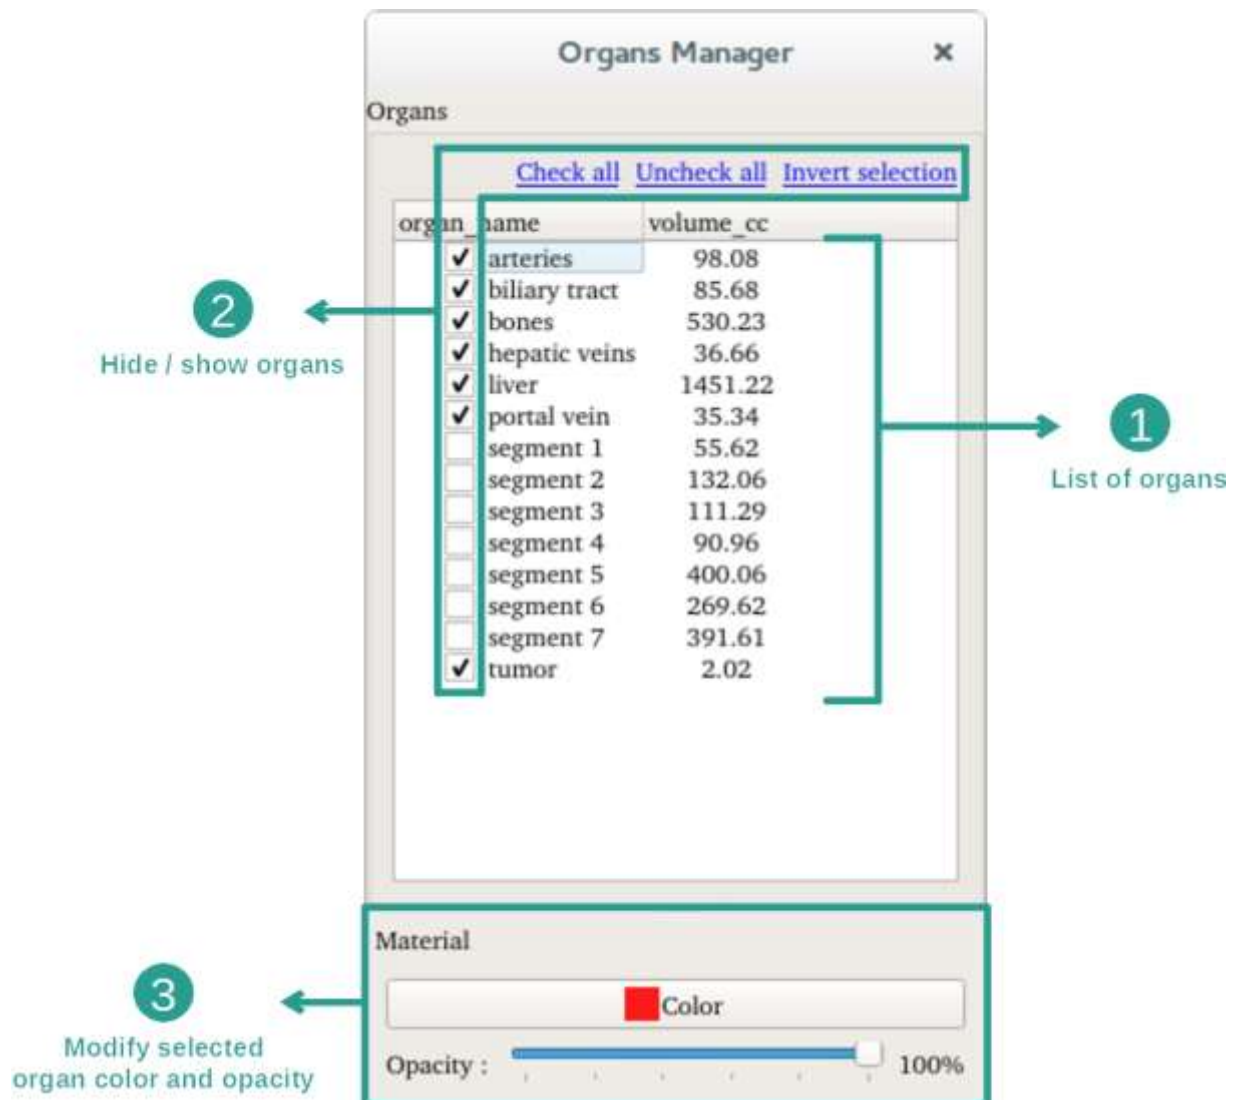 Organs Manager ×
Organs
Check all Uncheck all Invert selection
organ_name volume_cc
arteries 98.08
biliary tract 85.68
bones 530.23
hepatic veins 36.66
liver 1451.22
portal vein 35.34
segment 1 55.62
segment 2 132.06
segment 3 111.29
segment 4 90.96
segment 5 400.06
segment 6 269.62
segment 7 391.61
tumor 2.02
2
Hide / show organs
1
List of organs
Material
Color
Opacity : 100%
3
Modify selected
organ color and opacity